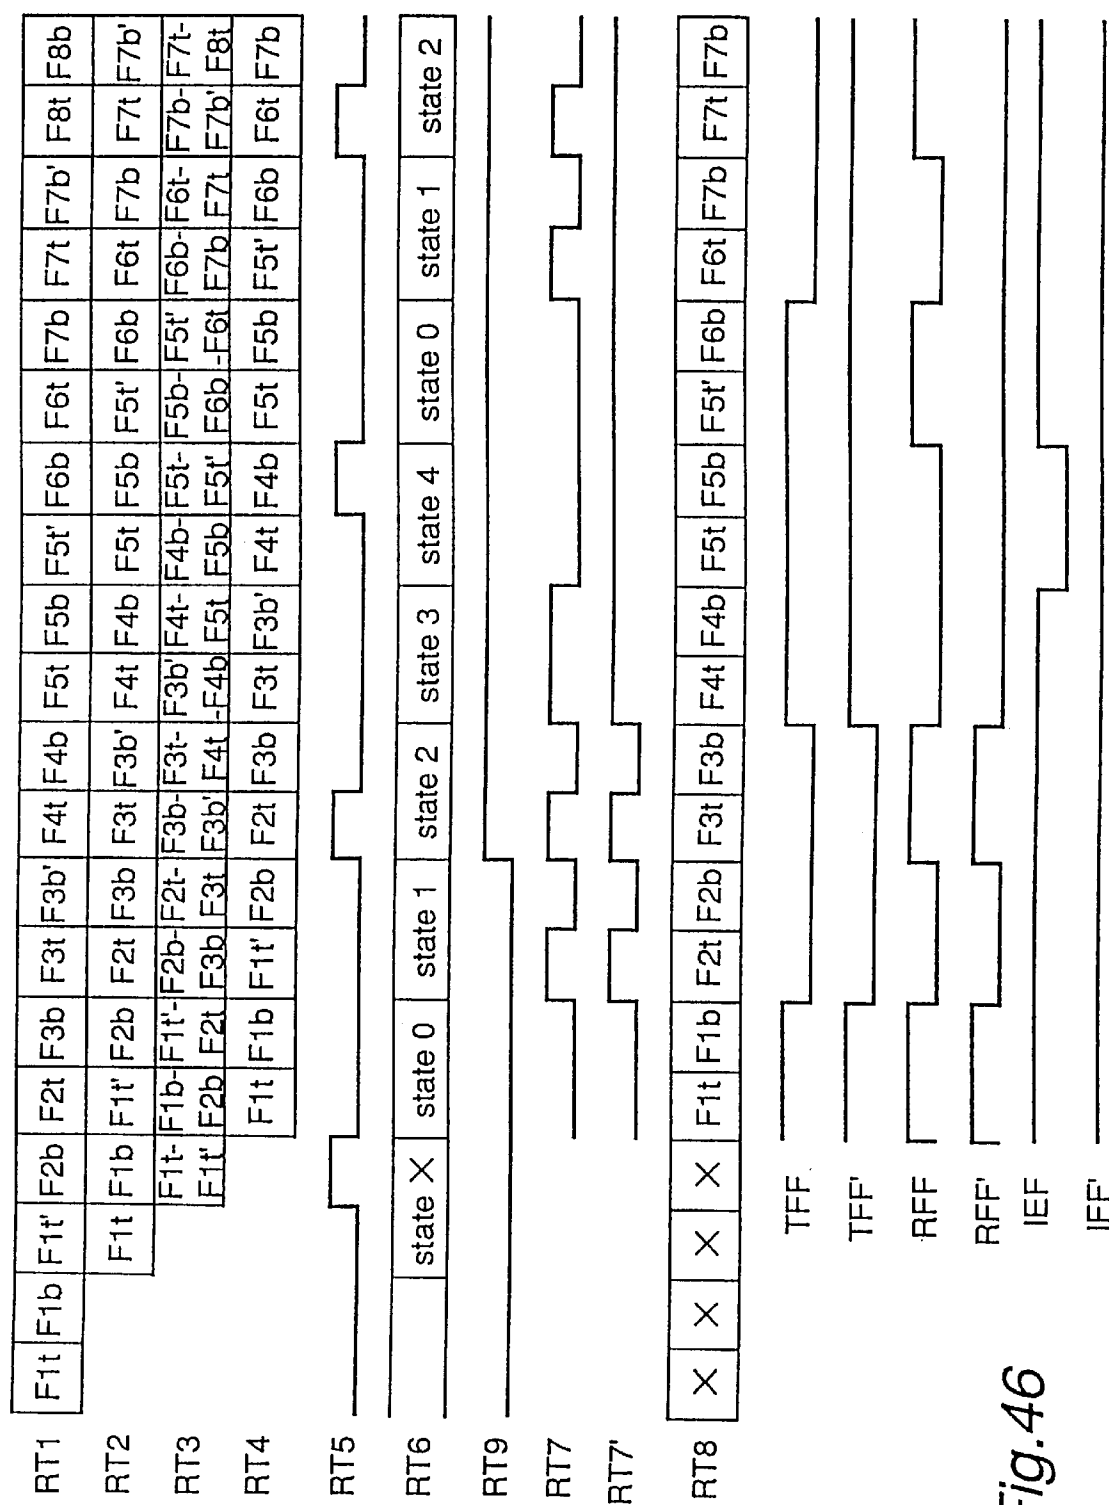 RT1 F1t F1b F1t' F2b F2t F3b F3t F3b' F4t F4b F5t F5b F5t' F6b F6t F7b F7t F7b' F8t F8b
RT2 F1t F1b F1t' F2b F2t F3b F3t F3b' F4t F4b F5t F5b F5t' F6b F6t F7b F7t F7b'
RT3 F1t- F1b- F1t'- F2b- F2t- F3b- F3t- F3b' F4t- F4b- F5t- F5b- F5t' F6b- F6t- F7b- F7t-
F1t' F2b F2t F3b F3t F3b' F4t -F4b F5t F5b F5t' F6b -F6t F7b F7t F7b' F8t
RT4 F1t F1b F1t' F2b F2t F3b F3t F3b' F4t F4b F5t F5b F5t' F6b F6t F7b
RT5
RT6 state X state 0 state 1 state 2 state 3 state 4 state 0 state 1 state 2
RT9
RT7
RT7'
RT8 X X X X F1t F1b F2t F2b F3t F3b F4t F4b F5t F5b F5t' F6b F6t F7b F7t F7b
TFF
TFF'
RFF
RFF'
IEF
IEF'
Fig.46